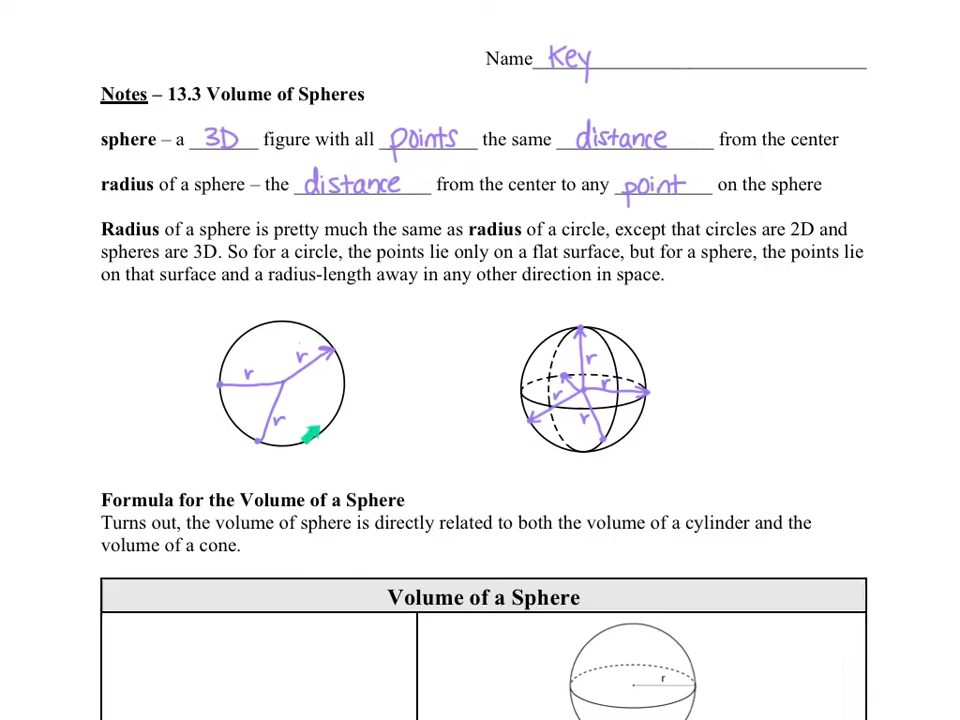 Name Key
Notes – 13.3 Volume of Spheres
sphere – a 3D figure with all points the same distance from the center
radius of a sphere – the distance from the center to any point on the sphere
Radius of a sphere is pretty much the same as radius of a circle, except that circles are 2D and
spheres are 3D. So for a circle, the points lie only on a flat surface, but for a sphere, the points lie
on that surface and a radius-length away in any other direction in space.
r
r
r
r
r
r
r
Formula for the Volume of a Sphere
Turns out, the volume of sphere is directly related to both the volume of a cylinder and the
volume of a cone.
Volume of a Sphere
r